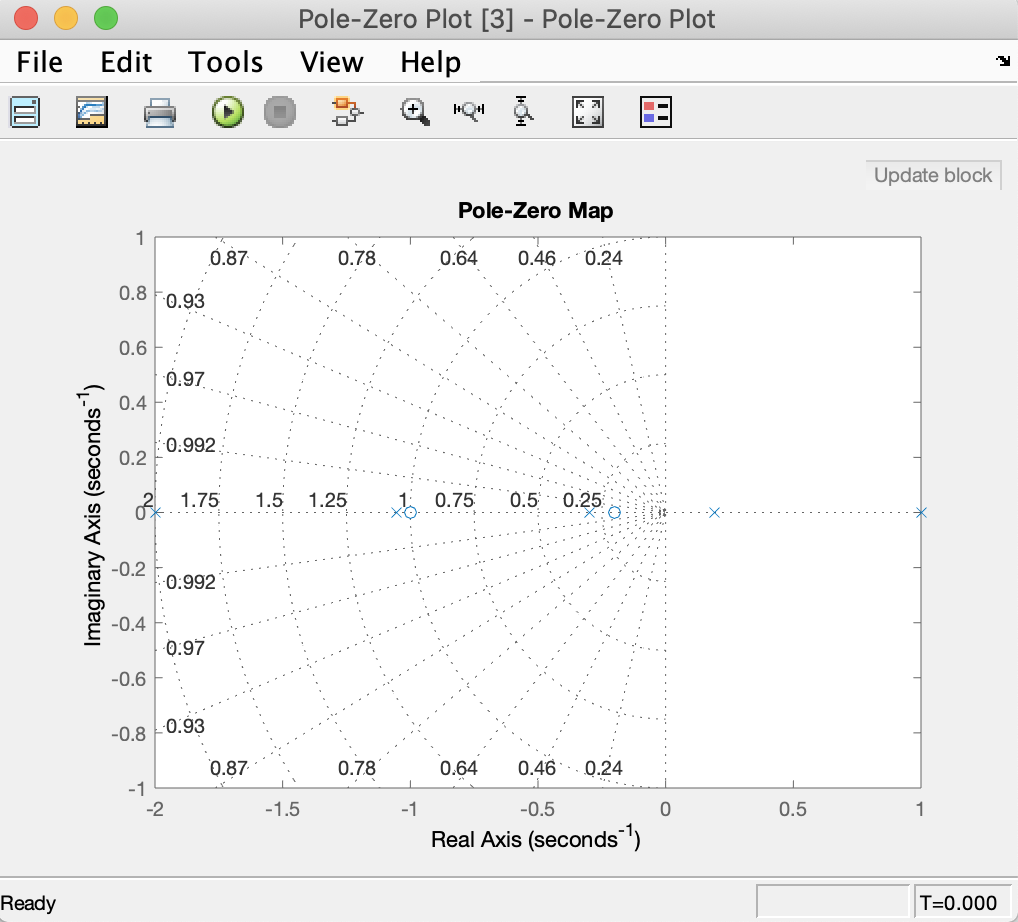 Pole-Zero Plot [3] - Pole-Zero Plot
File Edit Tools View Help
Update block
Pole-Zero Map
1
0.87 0.78 0.64 0.46 0.24
0.8
0.93
0.6
0.97
0.4
0.992
0.2
2 1.75 1.5 1.25 1 0.75 0.5 0.25
0
-0.2
0.992
-0.4
0.97
-0.6
0.93
-0.8
0.87 0.78 0.64 0.46 0.24
-1
-2 -1.5 -1 -0.5 0 0.5 1
Imaginary Axis (seconds-1)
Real Axis (seconds-1)
Ready
T=0.000